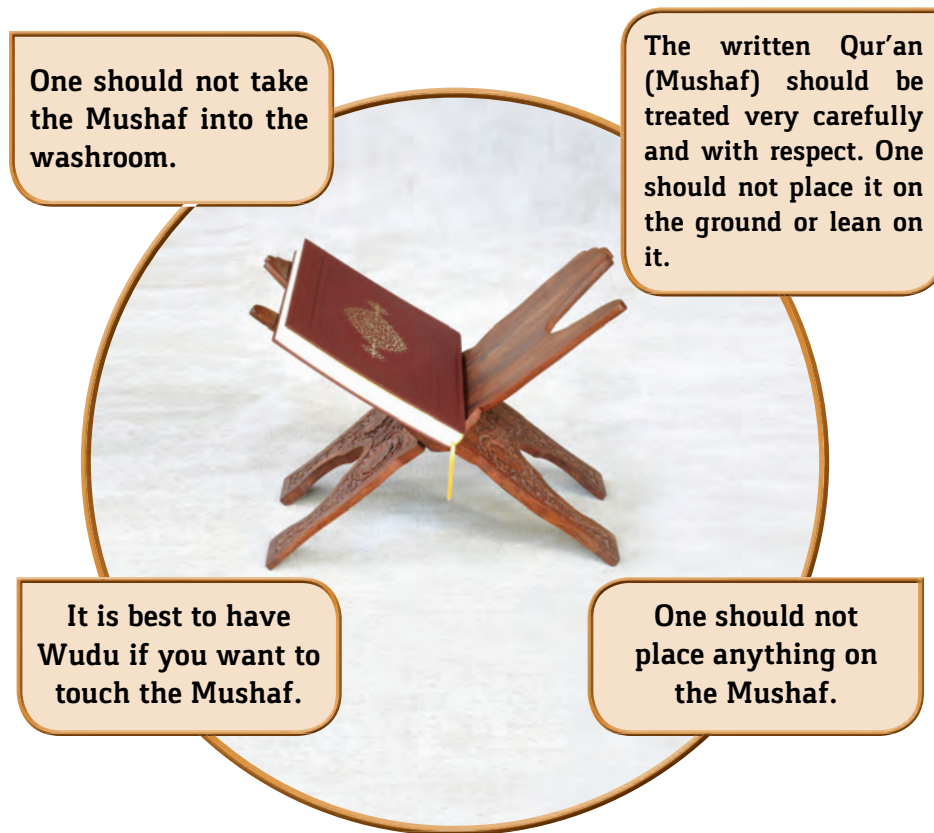 One should not take
the Mushaf into the
washroom.
The written Qur’an
(Mushaf) should be
treated very carefully
and with respect. One
should not place it on
the ground or lean on
it.
It is best to have
Wudu if you want to
touch the Mushaf.
One should not
place anything on
the Mushaf.